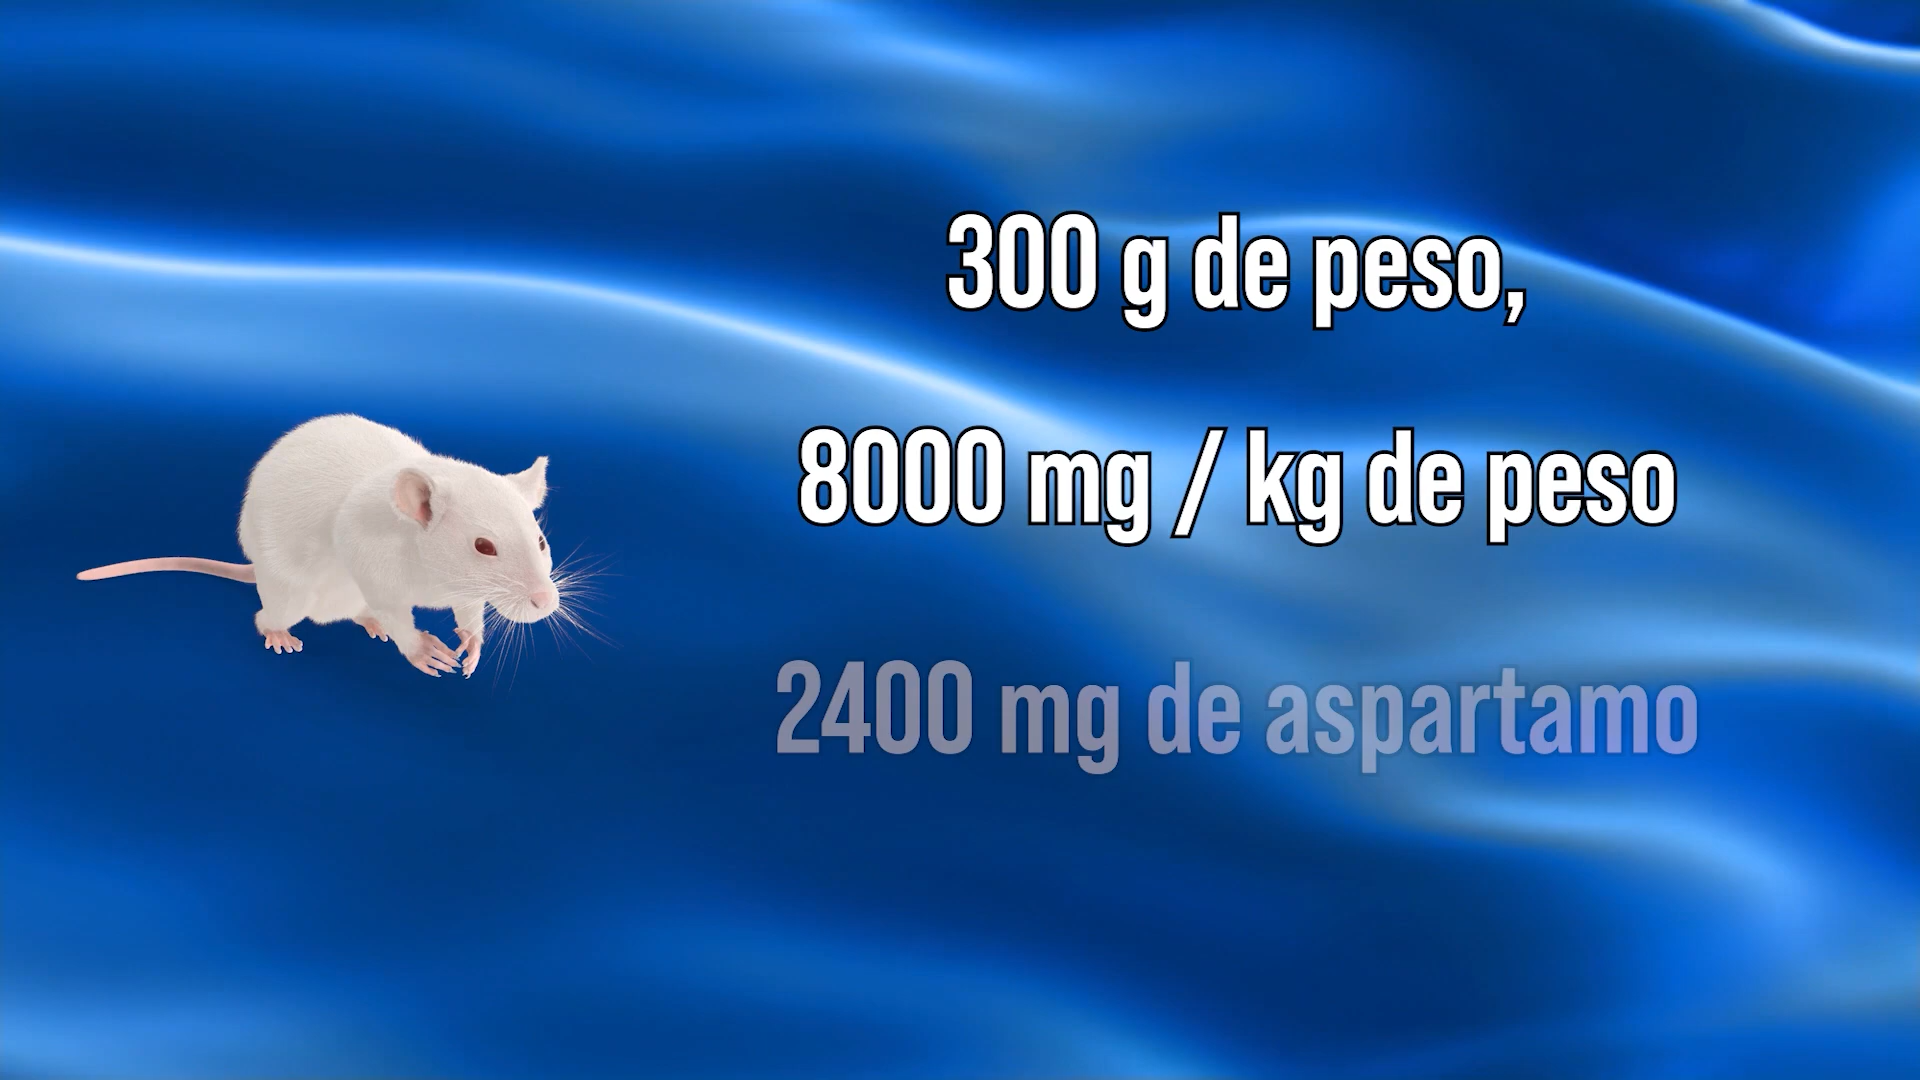 300 g de peso,
8000 mg / kg de peso
2400 mg de aspartamo